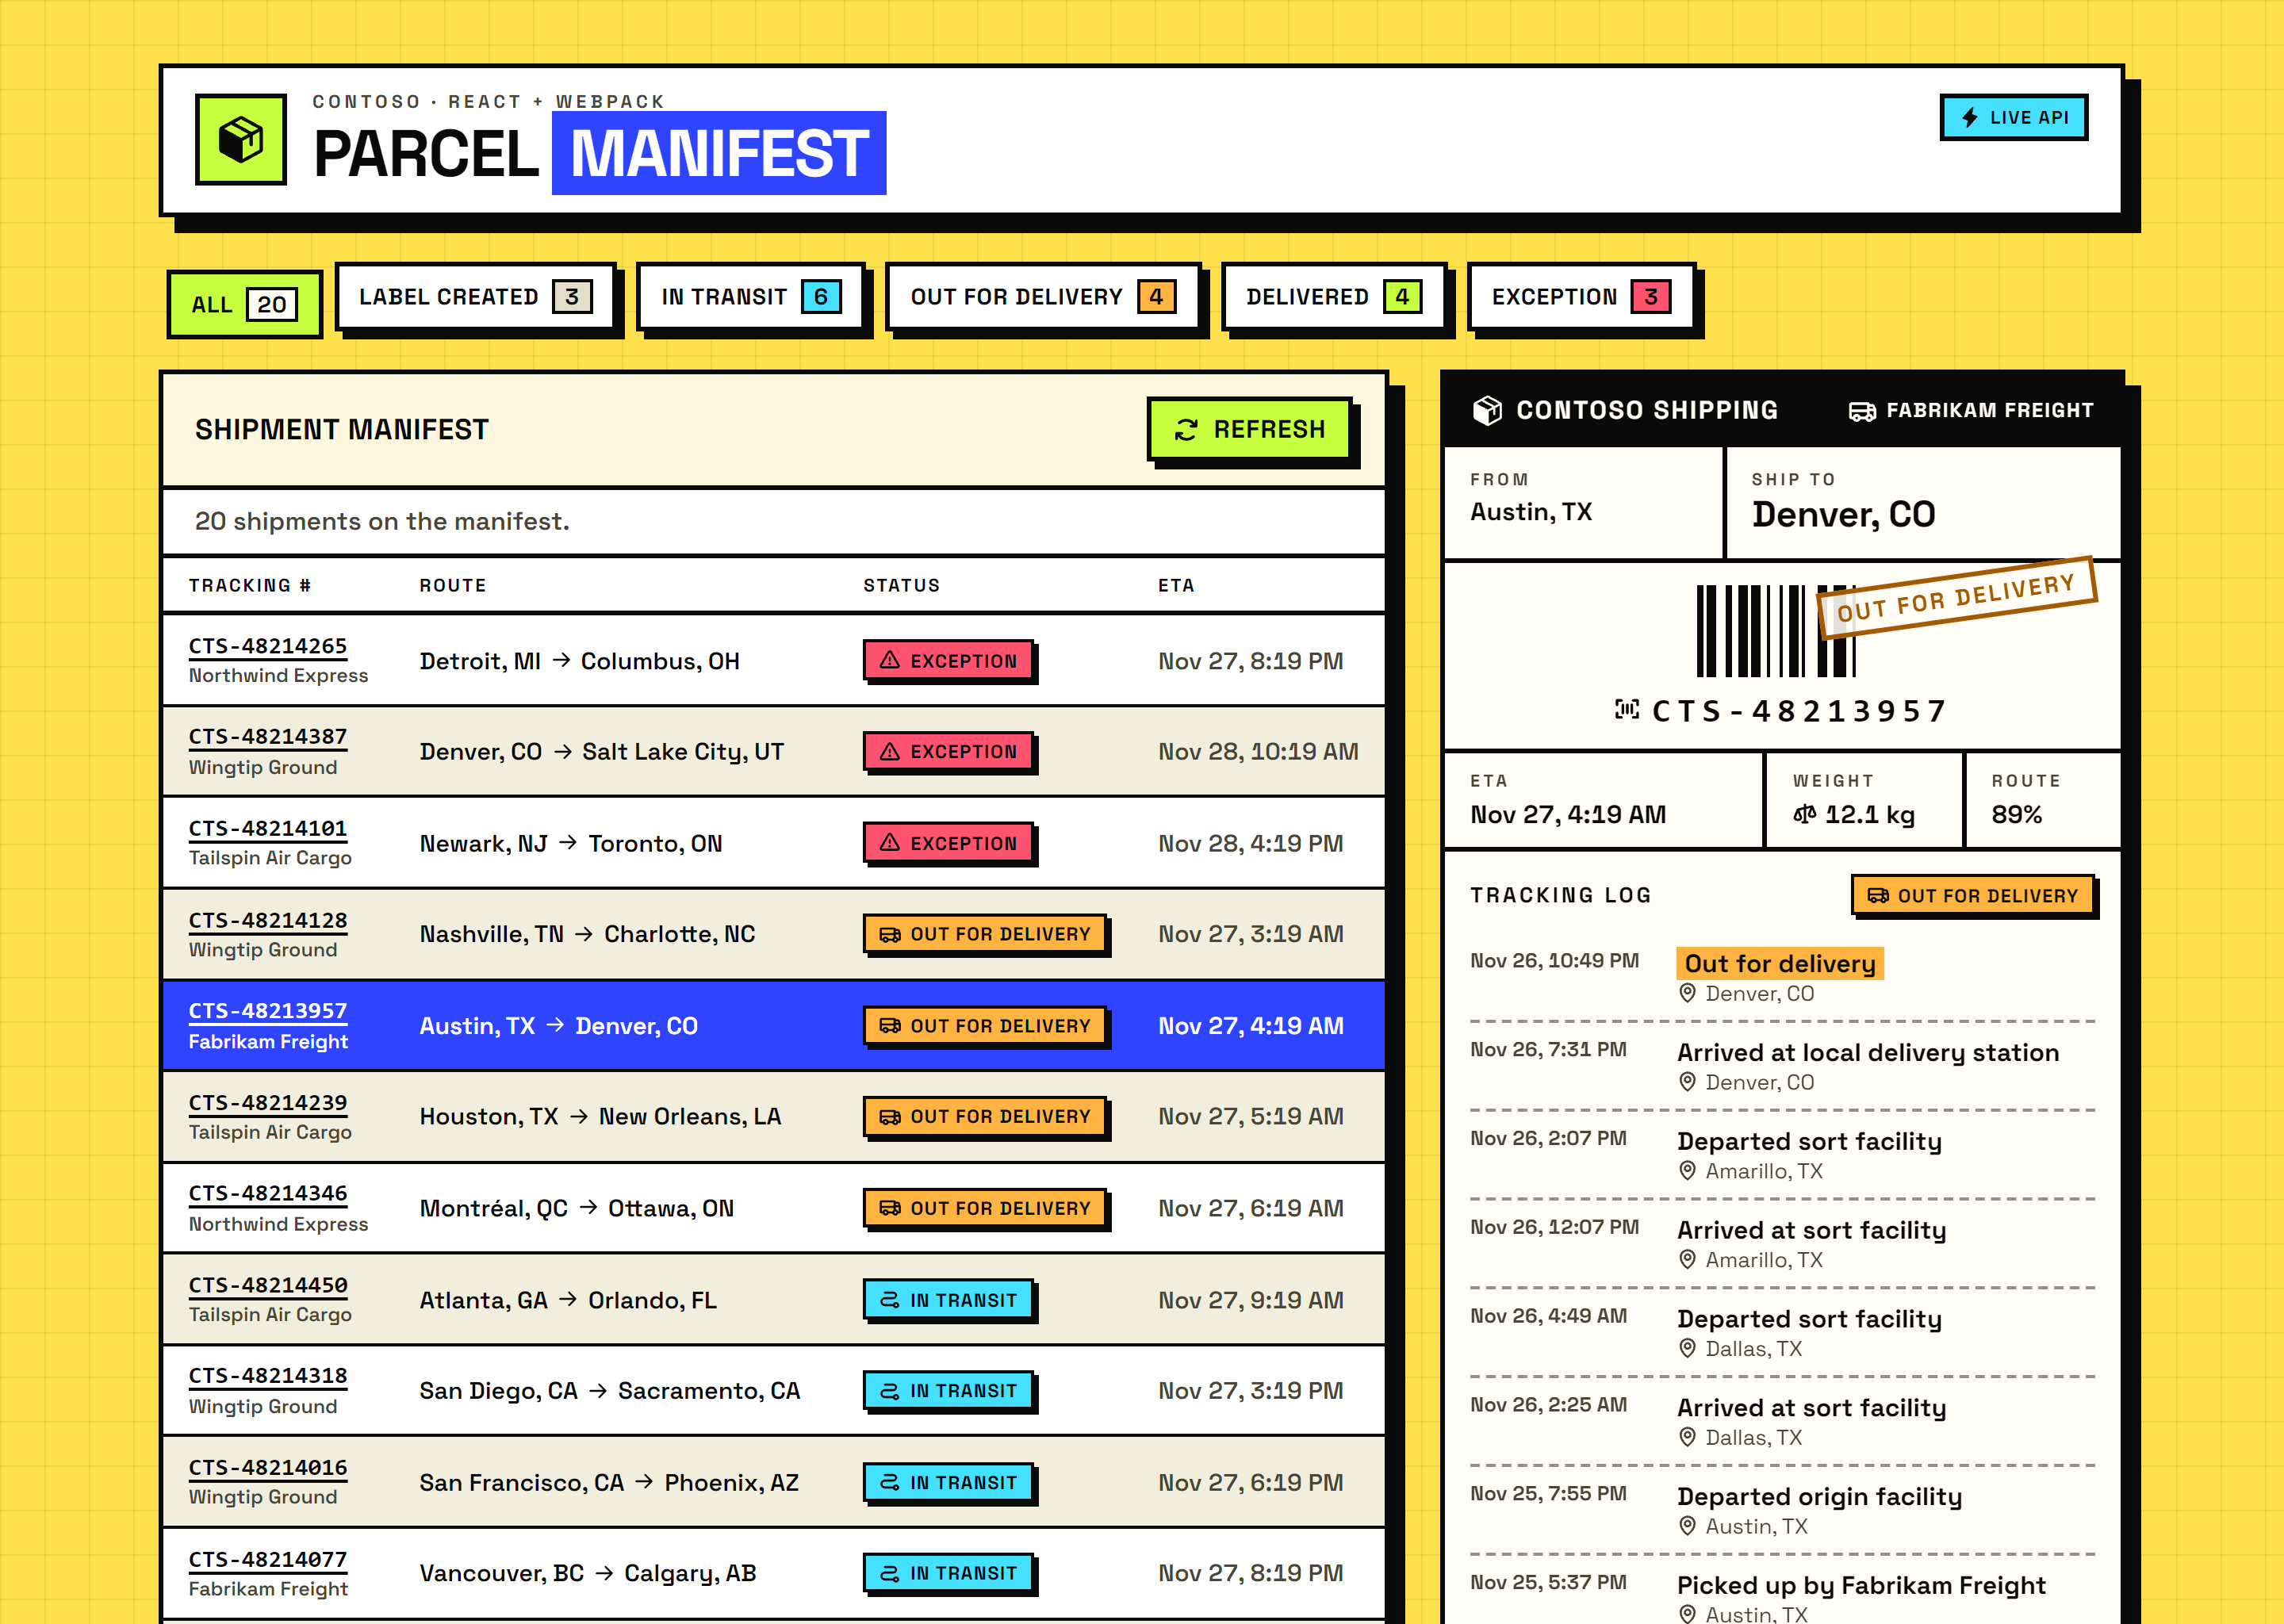 CONTOSO · REACT + WEBPACK
PARCEL MANIFEST
LIVE API
ALL 20
LABEL CREATED 3
IN TRANSIT 6
OUT FOR DELIVERY 4
DELIVERED 4
EXCEPTION 3
SHIPMENT MANIFEST
REFRESH
20 shipments on the manifest.
TRACKING # ROUTE STATUS ETA
CTS-48214265
Northwind Express
Detroit, MI → Columbus, OH
EXCEPTION
Nov 27, 8:19 PM
CTS-48214387
Wingtip Ground
Denver, CO → Salt Lake City, UT
EXCEPTION
Nov 28, 10:19 AM
CTS-48214101
Tailspin Air Cargo
Newark, NJ → Toronto, ON
EXCEPTION
Nov 28, 4:19 PM
CTS-48214128
Wingtip Ground
Nashville, TN → Charlotte, NC
OUT FOR DELIVERY
Nov 27, 3:19 AM
CTS-48213957
Fabrikam Freight
Austin, TX → Denver, CO
OUT FOR DELIVERY
Nov 27, 4:19 AM
CTS-48214239
Tailspin Air Cargo
Houston, TX → New Orleans, LA
OUT FOR DELIVERY
Nov 27, 5:19 AM
CTS-48214346
Northwind Express
Montréal, QC → Ottawa, ON
OUT FOR DELIVERY
Nov 27, 6:19 AM
CTS-48214450
Tailspin Air Cargo
Atlanta, GA → Orlando, FL
IN TRANSIT
Nov 27, 9:19 AM
CTS-48214318
Wingtip Ground
San Diego, CA → Sacramento, CA
IN TRANSIT
Nov 27, 3:19 PM
CTS-48214016
Wingtip Ground
San Francisco, CA → Phoenix, AZ
IN TRANSIT
Nov 27, 6:19 PM
CTS-48214077
Fabrikam Freight
Vancouver, BC → Calgary, AB
IN TRANSIT
Nov 27, 8:19 PM
CONTOSO SHIPPING
FABRIKAM FREIGHT
FROM
Austin, TX
SHIP TO
Denver, CO
OUT FOR DELIVERY
CTS-48213957
ETA
Nov 27, 4:19 AM
WEIGHT
12.1 kg
ROUTE
89%
TRACKING LOG
OUT FOR DELIVERY
Nov 26, 10:49 PM
Out for delivery
Denver, CO
Nov 26, 7:31 PM
Arrived at local delivery station
Denver, CO
Nov 26, 2:07 PM
Departed sort facility
Amarillo, TX
Nov 26, 12:07 PM
Arrived at sort facility
Amarillo, TX
Nov 26, 4:49 AM
Departed sort facility
Dallas, TX
Nov 26, 2:25 AM
Arrived at sort facility
Dallas, TX
Nov 25, 7:55 PM
Departed origin facility
Austin, TX
Nov 25, 5:37 PM
Picked up by Fabrikam Freight
Austin, TX